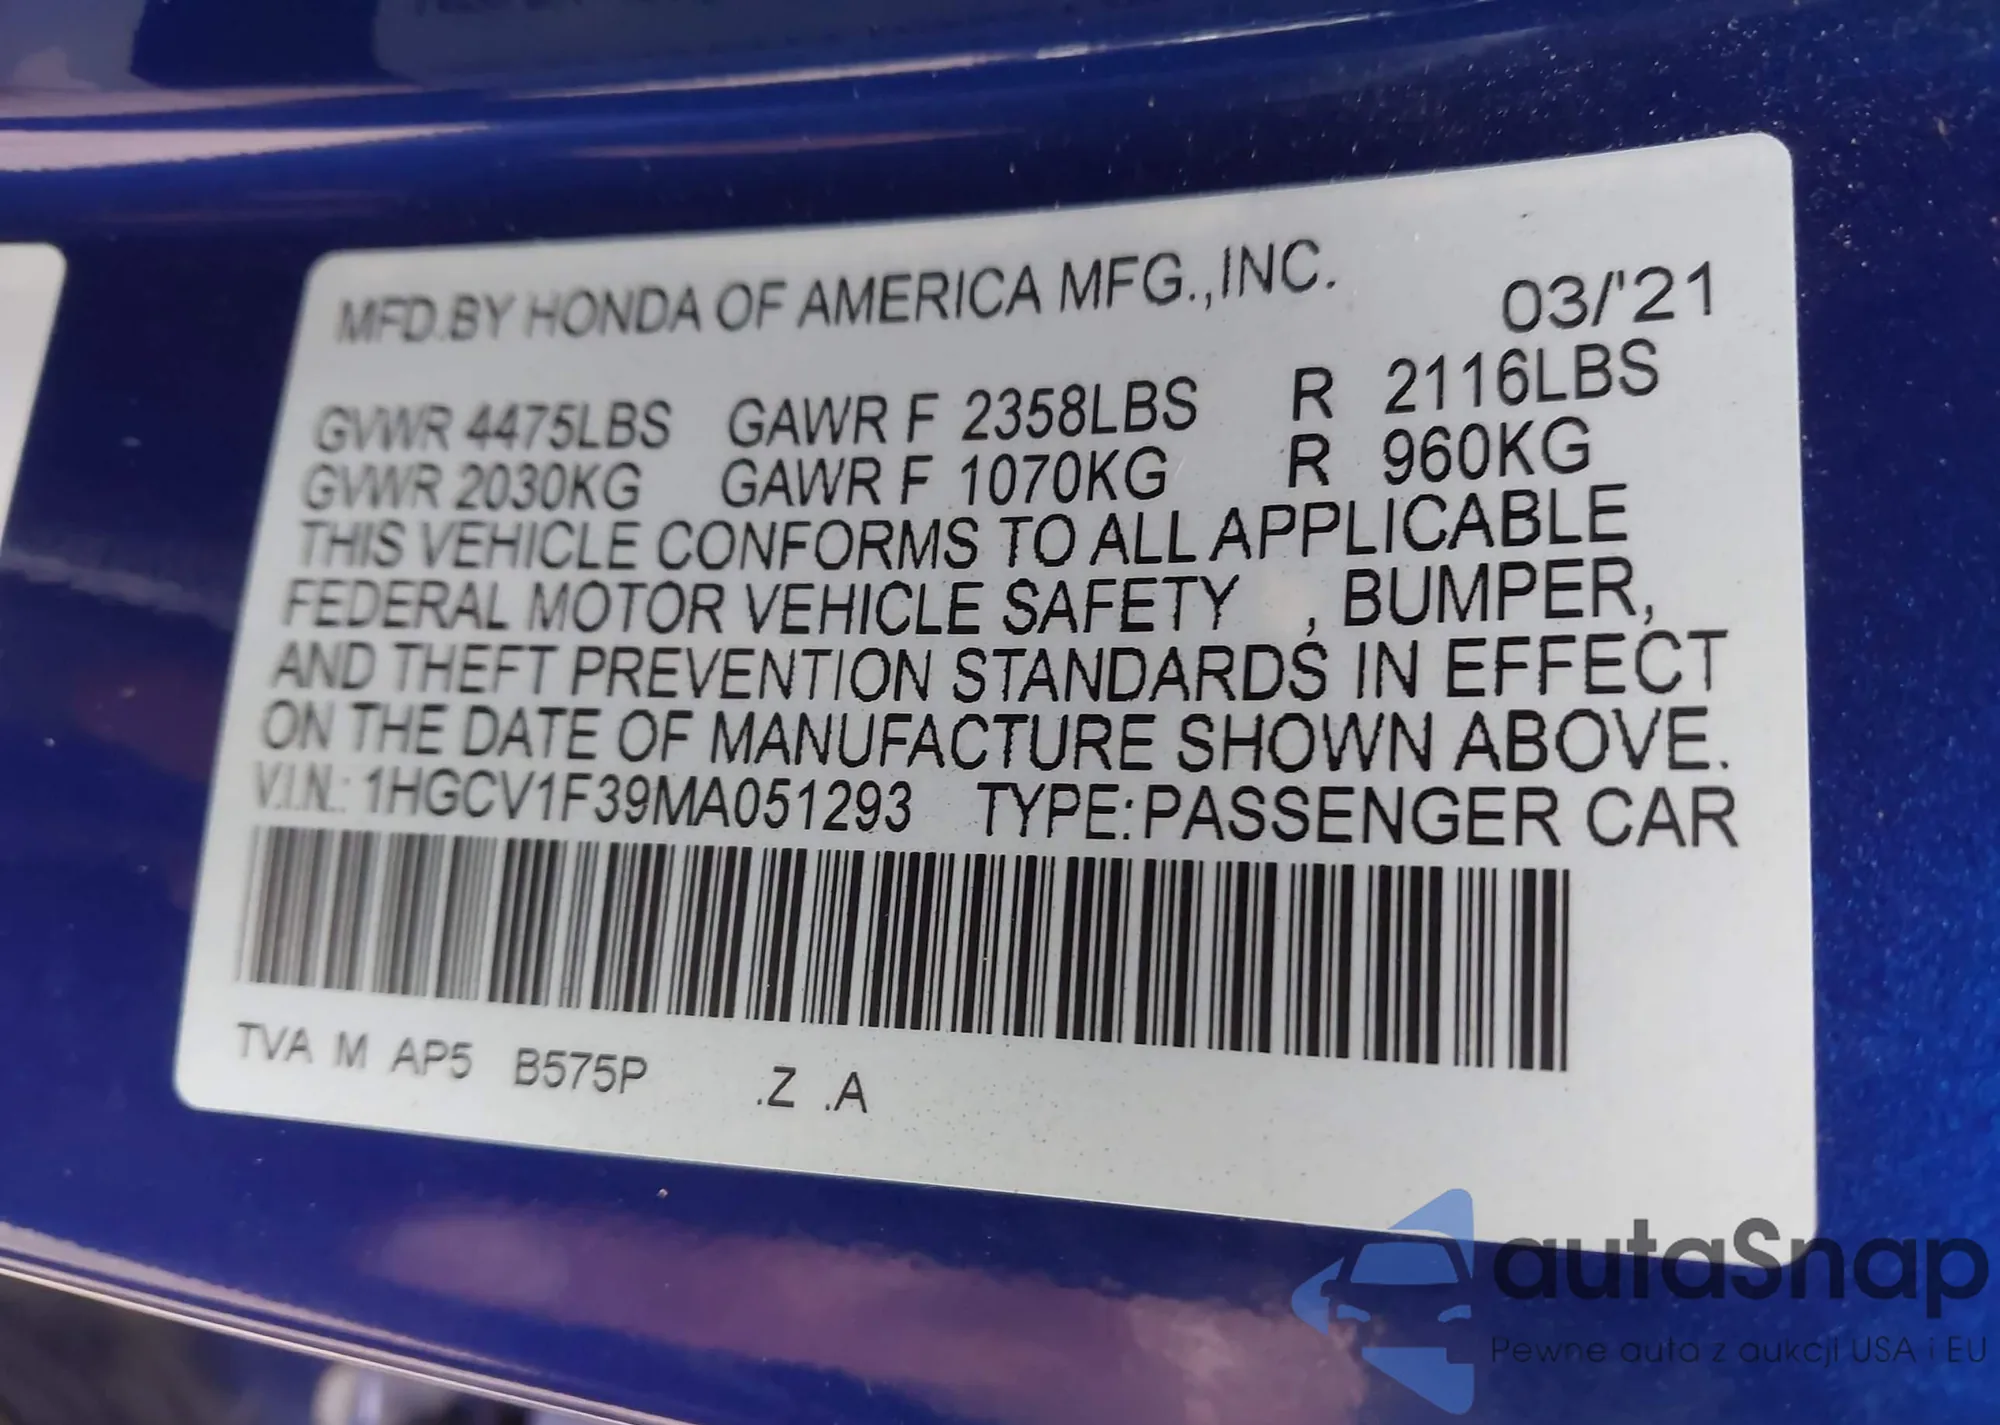 MFD.BY HONDA OF AMERICA MFG.,INC. 03/'21
GVWR 4475LBS GAWR F 2358LBS R 2116LBS
GVWR 2030KG GAWR F 1070KG R 960KG
THIS VEHICLE CONFORMS TO ALL APPLICABLE
FEDERAL MOTOR VEHICLE SAFETY , BUMPER,
AND THEFT PREVENTION STANDARDS IN EFFECT
ON THE DATE OF MANUFACTURE SHOWN ABOVE.
V.I.N.: 1HGCV1F39MA051293 TYPE:PASSENGER CAR
TVA M AP5 B575P .Z .A
autaSnap
Pewne auta z aukcji USA i EU